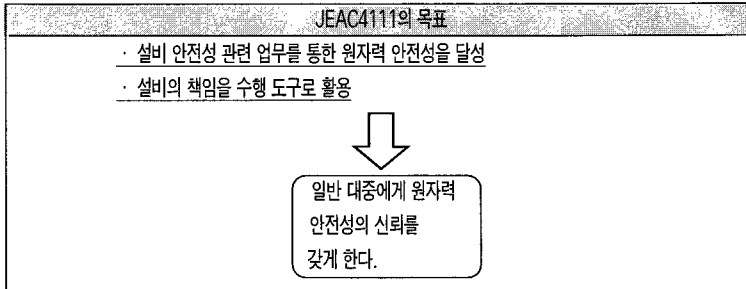 JEAC4111의 목표
· 설비 안전성 관련 업무를 통한 원자력 안전성을 달성
· 설비의 책임을 수행 도구로 활용
일반 대중에게 원자력
안전성의 신뢰를
갖게 한다.